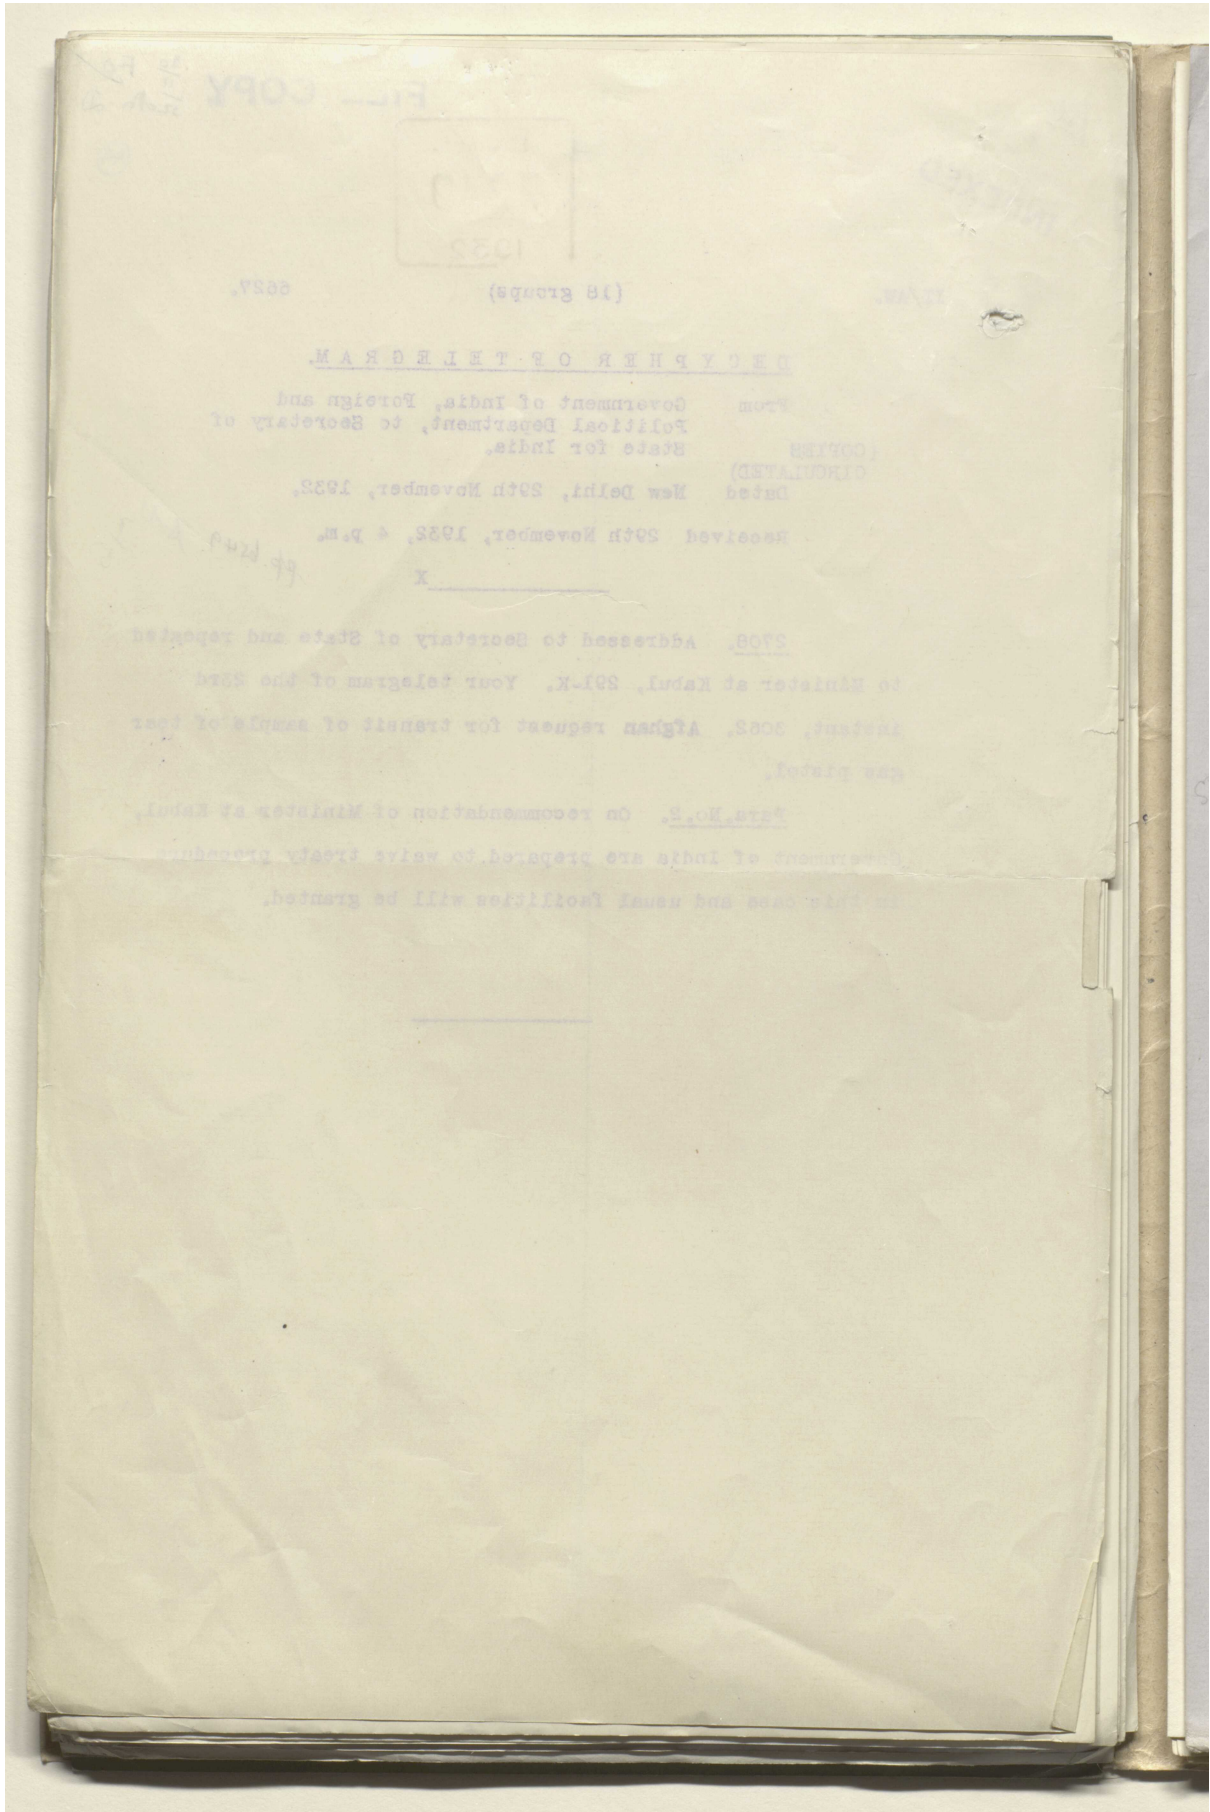 FILE COPY
INDEXED
1932
(18 groups) 6627.
DECYPHER OF TELEGRAM.
From Government of India, Foreign and
Political Department, to Secretary of
(COPIES State for India.
CIRCULATED)
Dated New Delhi, 29th November, 1932.
Received 29th November, 1932, 4 p.m.
X
2708. Addressed to Secretary of State and repeated
to Minister at Kabul, 291-K. Your telegram of the 23rd
instant, 3062. Afghan request for transit of sample of tear
gas pistol.
Para.No.2. On recommendation of Minister at Kabul,
Government of India are prepared to waive treaty procedure
in this case and usual facilities will be granted.